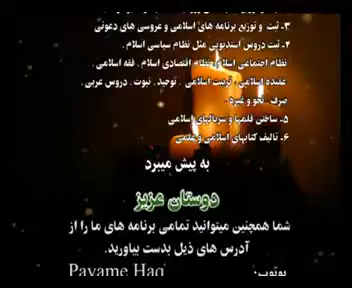 ۳-ثبت و توزیع برنامه های اسلامی و عروسی های دعوتی
۴-ثبت دروس استدیویی مثل نظام سیاسی اسلام ,
نظام اجتماعی اسلام, نظام اقتصادی اسلام , فقه اسلامی ,
عقیده اسلامی , تربیت اسلامی , توحید , نبوت , دروس عربی ,
صرف , نحو و غیره .
۵- ساختن فلمها و سریالهای اسلامی
۶- تالیف کتابهای اسلامی و علمی
به پیش میبرد
دوستان عزیز
شما همچنین میتوانید تمامی برنامه های ما را از
آدرس های ذیل بدست بیاورید.
یوتوب: Payame Haq